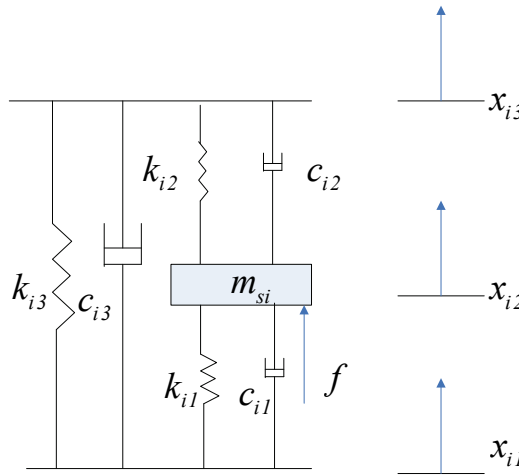 x_{i3}
k_{i2}
c_{i2}
k_{i3}
c_{i3}
m_{si}
x_{i2}
k_{i1}
c_{i1}
f
x_{i1}